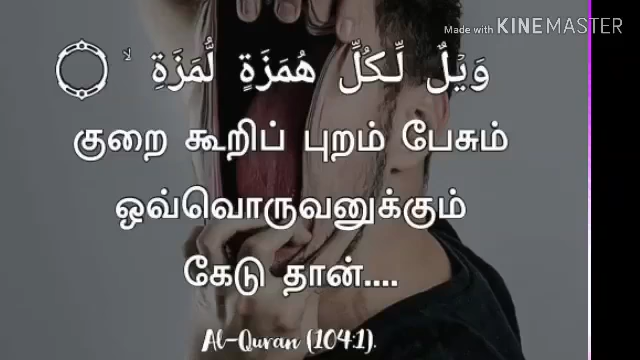 Made with KINEMASTER
وَيْلٌ لِّكُلِّ هُمَزَةٍ لُّمَزَةِ ۙ
குறை கூறிப் புறம் பேசும்
ஒவ்வொருவனுக்கும்
கேடு தான்....
Al-Quran (104:1).